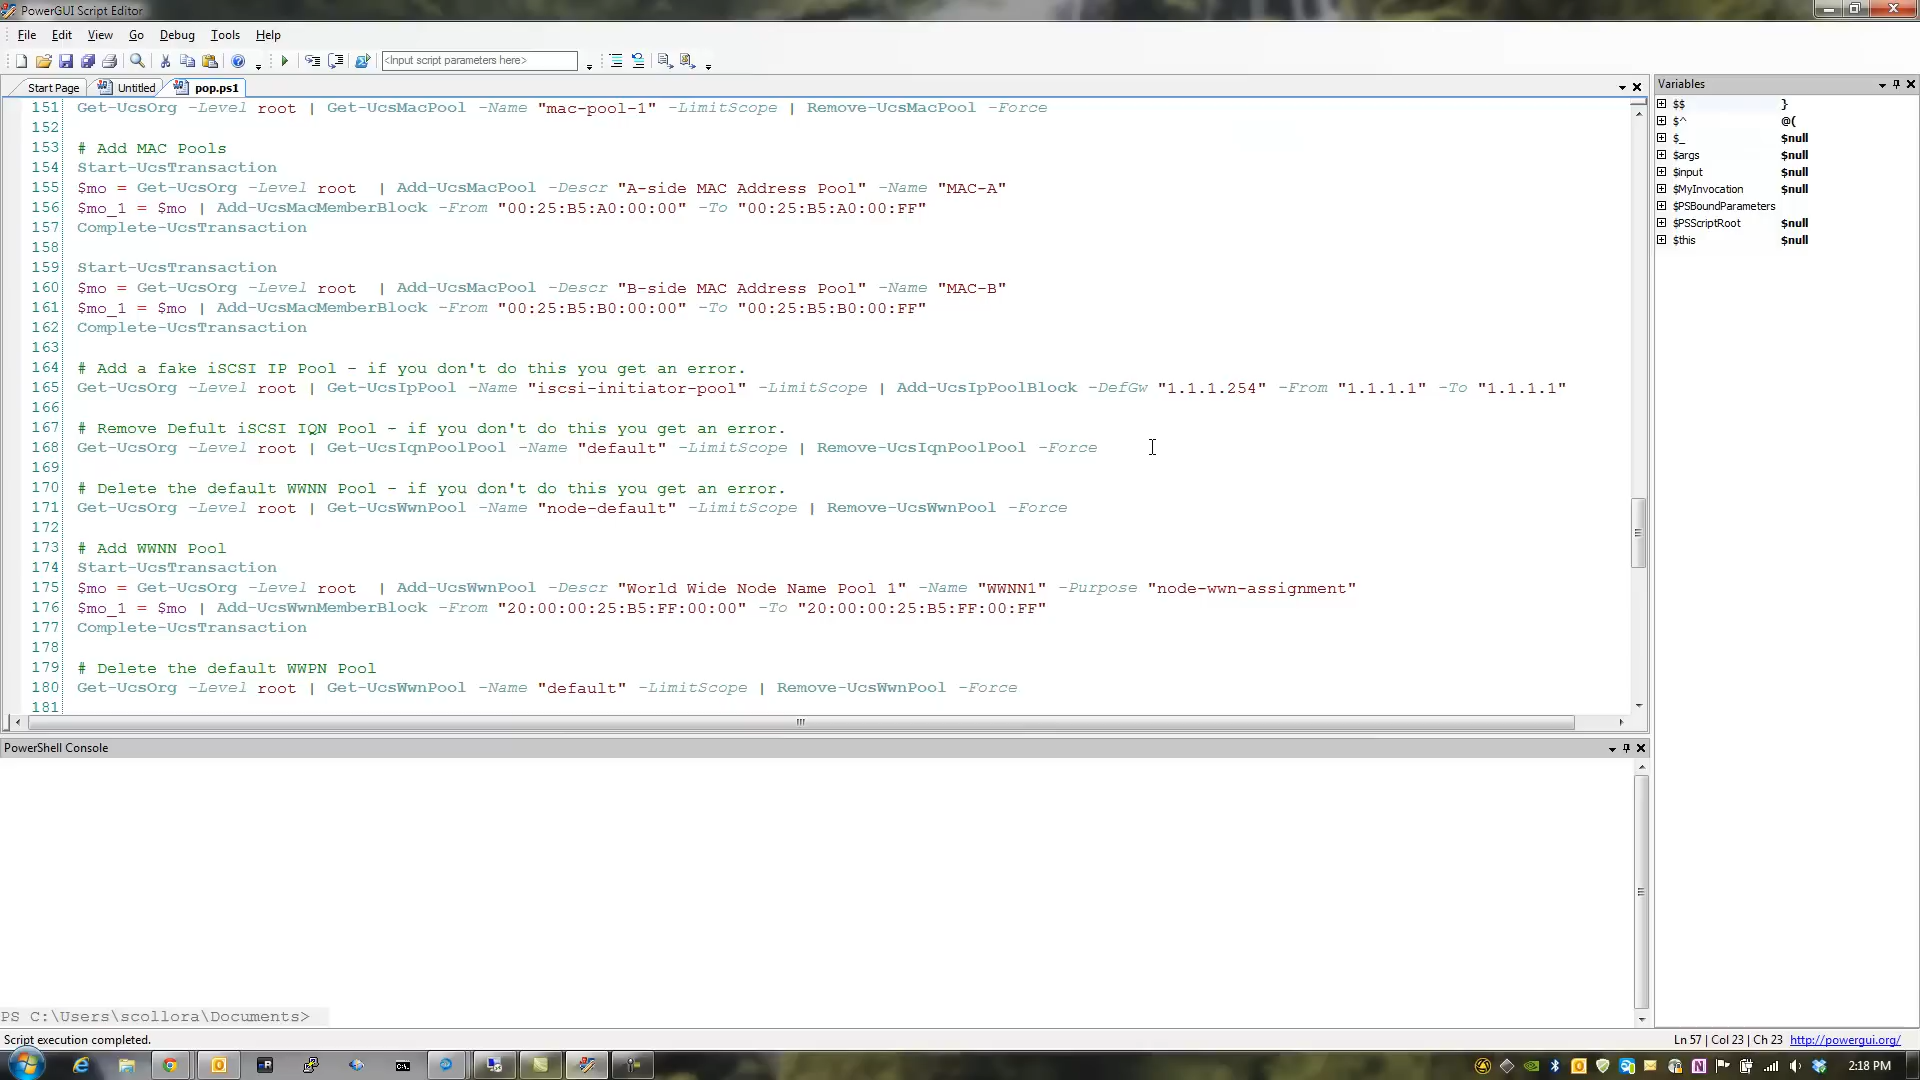 PowerGUI Script Editor
File Edit View Go Debug Tools Help
<Input script parameters here>
Start Page Untitled pop.ps1
151 Get-UcsOrg -Level root | Get-UcsMacPool -Name "mac-pool-1" -LimitScope | Remove-UcsMacPool -Force
152
153 # Add MAC Pools
154 Start-UcsTransaction
155 $mo = Get-UcsOrg -Level root  | Add-UcsMacPool -Descr "A-side MAC Address Pool" -Name "MAC-A"
156 $mo_1 = $mo | Add-UcsMacMemberBlock -From "00:25:B5:A0:00:00" -To "00:25:B5:A0:00:FF"
157 Complete-UcsTransaction
158
159 Start-UcsTransaction
160 $mo = Get-UcsOrg -Level root  | Add-UcsMacPool -Descr "B-side MAC Address Pool" -Name "MAC-B"
161 $mo_1 = $mo | Add-UcsMacMemberBlock -From "00:25:B5:B0:00:00" -To "00:25:B5:B0:00:FF"
162 Complete-UcsTransaction
163
164 # Add a fake iSCSI IP Pool - if you don't do this you get an error.
165 Get-UcsOrg -Level root | Get-UcsIpPool -Name "iscsi-initiator-pool" -LimitScope | Add-UcsIpPoolBlock -DefGw "1.1.1.254" -From "1.1.1.1" -To "1.1.1.1"
166
167 # Remove Defult iSCSI IQN Pool - if you don't do this you get an error.
168 Get-UcsOrg -Level root | Get-UcsIqnPoolPool -Name "default" -LimitScope | Remove-UcsIqnPoolPool -Force
169
170 # Delete the default WWNN Pool - if you don't do this you get an error.
171 Get-UcsOrg -Level root | Get-UcsWwnPool -Name "node-default" -LimitScope | Remove-UcsWwnPool -Force
172
173 # Add WWNN Pool
174 Start-UcsTransaction
175 $mo = Get-UcsOrg -Level root  | Add-UcsWwnPool -Descr "World Wide Node Name Pool 1" -Name "WWNN1" -Purpose "node-wwn-assignment"
176 $mo_1 = $mo | Add-UcsWwnMemberBlock -From "20:00:00:25:B5:FF:00:00" -To "20:00:00:25:B5:FF:00:FF"
177 Complete-UcsTransaction
178
179 # Delete the default WWPN Pool
180 Get-UcsOrg -Level root | Get-UcsWwnPool -Name "default" -LimitScope | Remove-UcsWwnPool -Force
181
Variables
$$ }
$^ @(
$_ $null
$args $null
$input $null
$MyInvocation $null
$PSBoundParameters
$PSScriptRoot $null
$this $null
PowerShell Console
PS C:\Users\scollora\Documents>
Script execution completed.
Ln 57 | Col 23 | Ch 23 http://powergui.org/
2:18 PM